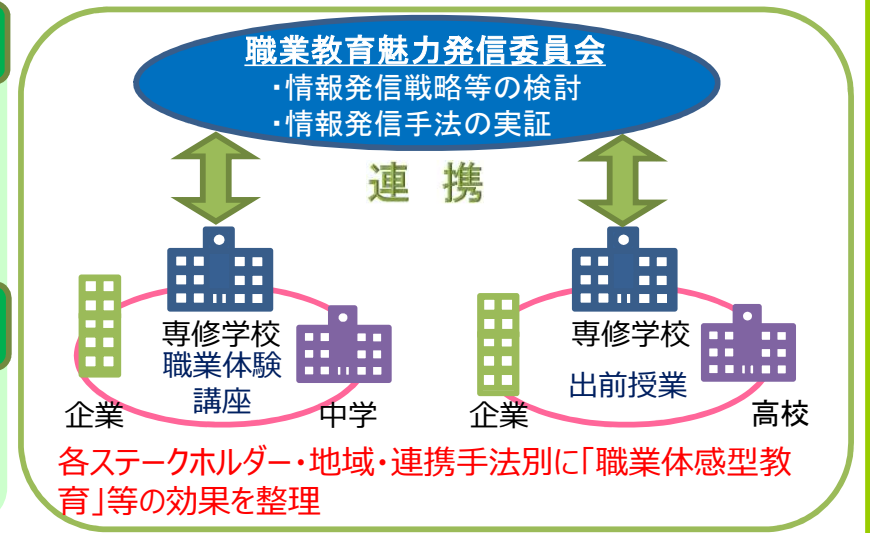 職業教育魅力発信委員会
・情報発信戦略等の検討
・情報発信手法の実証
連 携
専修学校
職業体験
講座
企業
中学
専修学校
出前授業
企業
高校
各ステークホルダー・地域・連携手法別に「職業体感型教
育」等の効果を整理